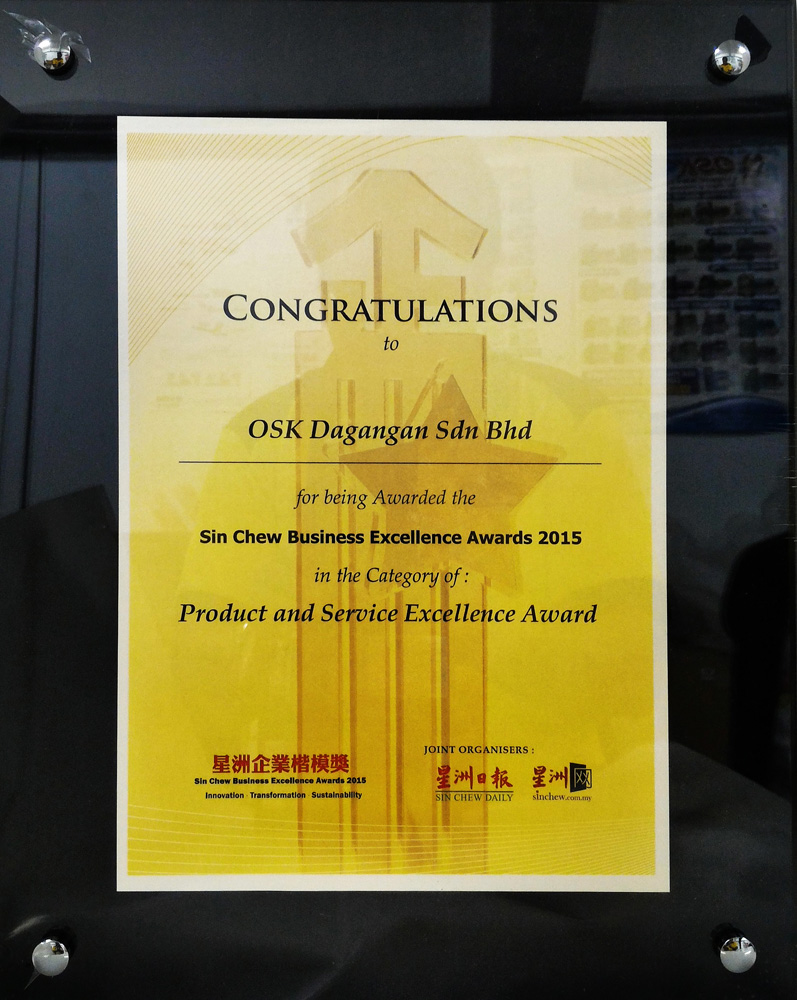 CONGRATULATIONS
to
OSK Dagangan Sdn Bhd
for being Awarded the
Sin Chew Business Excellence Awards 2015
in the Category of :
Product and Service Excellence Award
星洲企業楷模獎
Sin Chew Business Excellence Awards 2015
Innovation Transformation Sustainability
JOINT ORGANISERS :
星洲日报
SIN CHEW DAILY
星洲网
sinchew.com.my